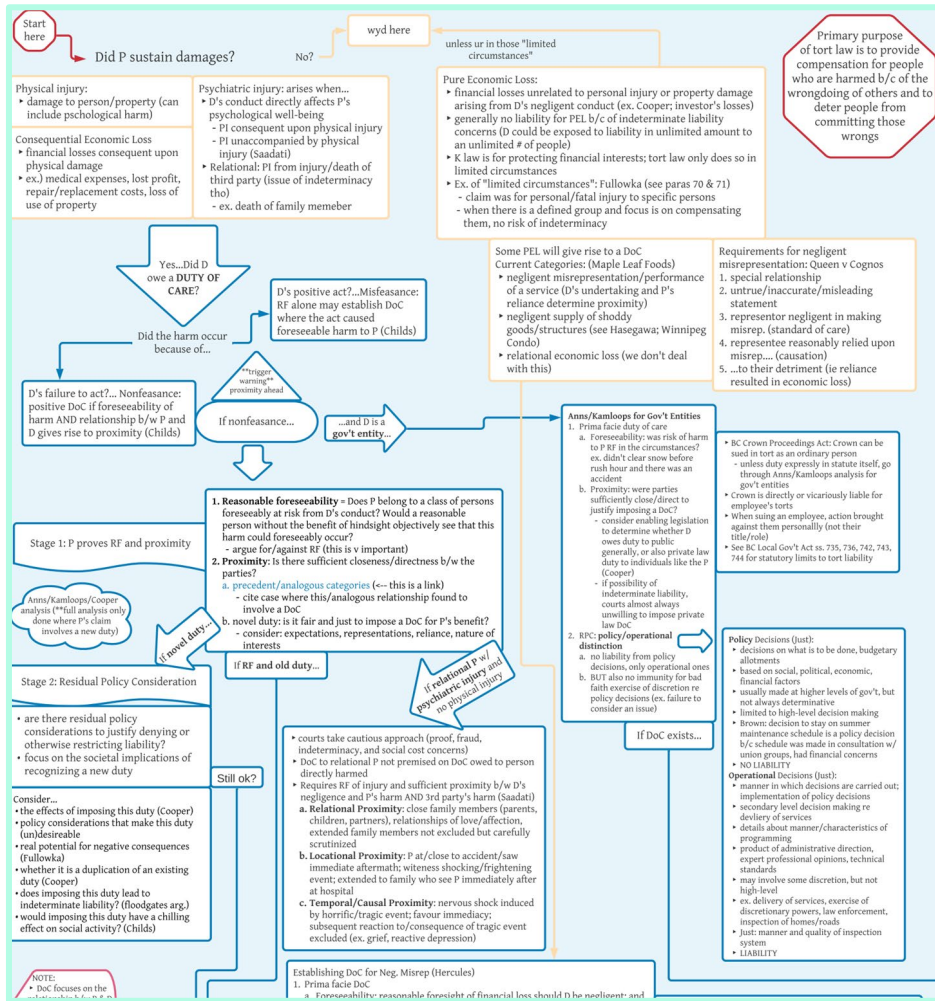 Start
here
Did P sustain damages?
No?
wyd here
unless ur in those "limited
circumstances"
Primary purpose
of tort law is to provide
compensation for people
who are harmed b/c of the
wrongdoing of others and to
deter people from
committing those
wrongs
Physical injury:
‣ damage to person/property (can
include pschological harm)
Consequential Economic Loss
‣ financial losses consequent upon
physical damage
‣ ex.) medical expenses, lost profit,
repair/replacement costs, loss of
use of property
Psychiatric injury: arises when...
‣ D's conduct directly affects P's
psychological well-being
- PI consequent upon physical injury
- PI unaccompanied by physical
injury (Saadati)
‣ Relational: PI from injury/death of
third party (issue of indeterminacy
tho)
- ex. death of family memeber
Pure Economic Loss:
‣ financial losses unrelated to personal injury or property damage
arising from D's negligent conduct (ex. Cooper; investor's losses)
‣ generally no liability for PEL b/c of indeterminate liability
concerns (D could be exposed to liability in unlimited amount to
an unlimited # of people)
‣ K law is for protecting financial interests; tort law only does so in
limited circumstances
‣ Ex. of "limited circumstances": Fullowka (see paras 70 & 71)
- claim was for personal/fatal injury to specific persons
- when there is a defined group and focus is on compensating
them, no risk of indeterminacy
Some PEL will give rise to a DoC
Current Categories: (Maple Leaf Foods)
‣ negligent misrepresentation/performance
of a service (D's undertaking and P's
reliance determine proximity)
‣ negligent supply of shoddy
goods/structures (see Hasegawa; Winnipeg
Condo)
‣ relational economic loss (we don't deal
with this)
Requirements for negligent
misrepresentation: Queen v Cognos
1. special relationship
2. untrue/inaccurate/misleading
statement
3. representor negligent in making
misrep. (standard of care)
4. representee reasonably relied upon
misrep.... (causation)
5. ...to their detriment (ie reliance
resulted in economic loss)
Yes...Did D
owe a DUTY OF
CARE?
Did the harm occur
because of...
D's positive act?...Misfeasance:
RF alone may establish DoC
where the act caused
foreseeable harm to P (Childs)
D's failure to act?... Nonfeasance:
positive DoC if foreseeability of
harm AND relationship b/w P and
D gives rise to proximity (Childs)
**trigger
warning**
proximity ahead
If nonfeasance...
...and D is a
gov't entity...
Anns/Kamloops for Gov't Entities
1. Prima facie duty of care
a. Foreseeability: was risk of harm
to P RF in the circumstances?
ex. didn't clear snow before
rush hour and there was an
accident
b. Proximity: were parties
sufficiently close/direct to
justify imposing a DoC?
- consider enabling legislation
to determine whether D
owes duty to public
generally, or also private law
duty to individuals like the P
(Cooper)
- if possibility of
indeterminate liability,
courts almost always
unwilling to impose private
law DoC
2. RPC: policy/operational
distinction
a. no liability from policy
decisions, only operational ones
b. BUT also no immunity for bad
faith exercise of discretion re
policy decisions (ex. failure to
consider an issue)
‣ BC Crown Proceedings Act: Crown can be
sued in tort as an ordinary person
- unless duty expressly in statute itself, go
through Anns/Kamloops analysis for
gov't entities
‣ Crown is directly or vicariously liable for
employee's torts
‣ When suing an employee, action brought
against them personallly (not their
title/role)
‣ See BC Local Gov't Act ss. 735, 736, 742, 743,
744 for statutory limits to tort liability
Stage 1: P proves RF and proximity
1. Reasonable foreseeability = Does P belong to a class of persons
foreseeably at risk from D's conduct? Would a reasonable
person without the benefit of hindsight objectively see that this
harm could foreseeably occur?
- argue for/against RF (this is v important)
2. Proximity: Is there sufficient closeness/directness b/w the
parties?
a. precedent/analogous categories (<-- this is a link)
- cite case where this/analogous relationship found to
involve a DoC
b. novel duty: is it fair and just to impose a DoC for P's benefit?
- consider: expectations, representations, reliance, nature of
interests
Anns/Kamloops/Cooper
analysis (**full analysis only
done where P's claim
involves a new duty)
If novel duty...
If RF and old duty...
If relational P w/
psychiatric injury and
no physical injury
Stage 2: Residual Policy Consideration
• are there residual policy
considerations to justify denying or
otherwise restricting liability?
• focus on the societal implications of
recognizing a new duty
Still ok?
Consider...
• the effects of imposing this duty (Cooper)
• policy considerations that make this duty
(un)desireable
• real potential for negative consequences
(Fullowka)
• whether it is a duplication of an existing
duty (Cooper)
• does imposing this duty lead to
indeterminate liability? (floodgates arg.)
• would imposing this duty have a chilling
effect on social activity? (Childs)
‣ courts take cautious approach (proof, fraud,
indeterminacy, and social cost concerns)
‣ DoC to relational P not premised on DoC owed to person
directly harmed
‣ Requires RF of injury and sufficient proximity b/w D's
negligence and P's harm AND 3rd party's harm (Saadati)
a. Relational Proximity: close family members (parents,
children, partners), relationships of love/affection,
extended family members not excluded but carefully
scrutinized
b. Locational Proximity: P at/close to accident/saw
immediate aftermath; witeness shocking/frightening
event; extended to family who see P immediately after
at hospital
c. Temporal/Causal Proximity: nervous shock induced
by horrific/tragic event; favour immediacy;
subsequent reaction to/consequence of tragic event
excluded (ex. grief, reactive depression)
If DoC exists...
Policy Decisions (Just):
‣ decisions on what is to be done, budgetary
allotments
‣ based on social, political, economic,
financial factors
‣ usually made at higher levels of gov't, but
not always determinative
‣ limited to high-level decision making
‣ Brown: decision to stay on summer
maintenance schedule is a policy decision
b/c schedule was made in consultation w/
union groups, had financial concerns
‣ NO LIABILITY
Operational Decisions (Just):
‣ manner in which decisions are carried out;
implementation of policy decisions
‣ secondary level decision making re
devliery of services
‣ details about manner/characteristics of
programming
‣ product of administrative direction,
expert professional opinions, technical
standards
‣ may involve some discretion, but not
high-level
‣ ex. delivery of services, exercise of
discretionary powers, law enforcement,
inspection of homes/roads
‣ Just: manner and quality of inspection
system
‣ LIABILITY
NOTE:
‣ DoC focuses on the
Establishing DoC for Neg. Misrep (Hercules)
1. Prima facie DoC
a. Foreseeability: reasonable foresight of financial loss should D be negligent; and